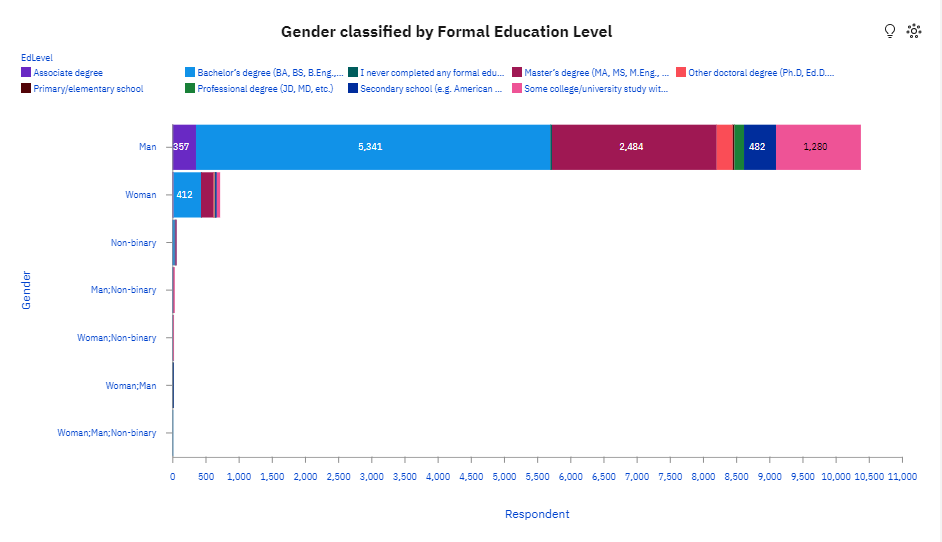 Gender classified by Formal Education Level
EdLevel
Associate degree
Bachelor's degree (BA, BS, B.Eng.,...
I never completed any formal edu...
Master's degree (MA, MS, M.Eng., ...
Other doctoral degree (Ph.D, Ed.D....
Primary/elementary school
Professional degree (JD, MD, etc.)
Secondary school (e.g. American ...
Some college/university study wit...
Man
357
5,341
2,484
482
1,280
Woman
412
Non-binary
Man;Non-binary
Woman;Non-binary
Woman;Man
Woman;Man;Non-binary
Gender
0 500 1,000 1,500 2,000 2,500 3,000 3,500 4,000 4,500 5,000 5,500 6,000 6,500 7,000 7,500 8,000 8,500 9,000 9,500 10,000 10,500 11,000
Respondent